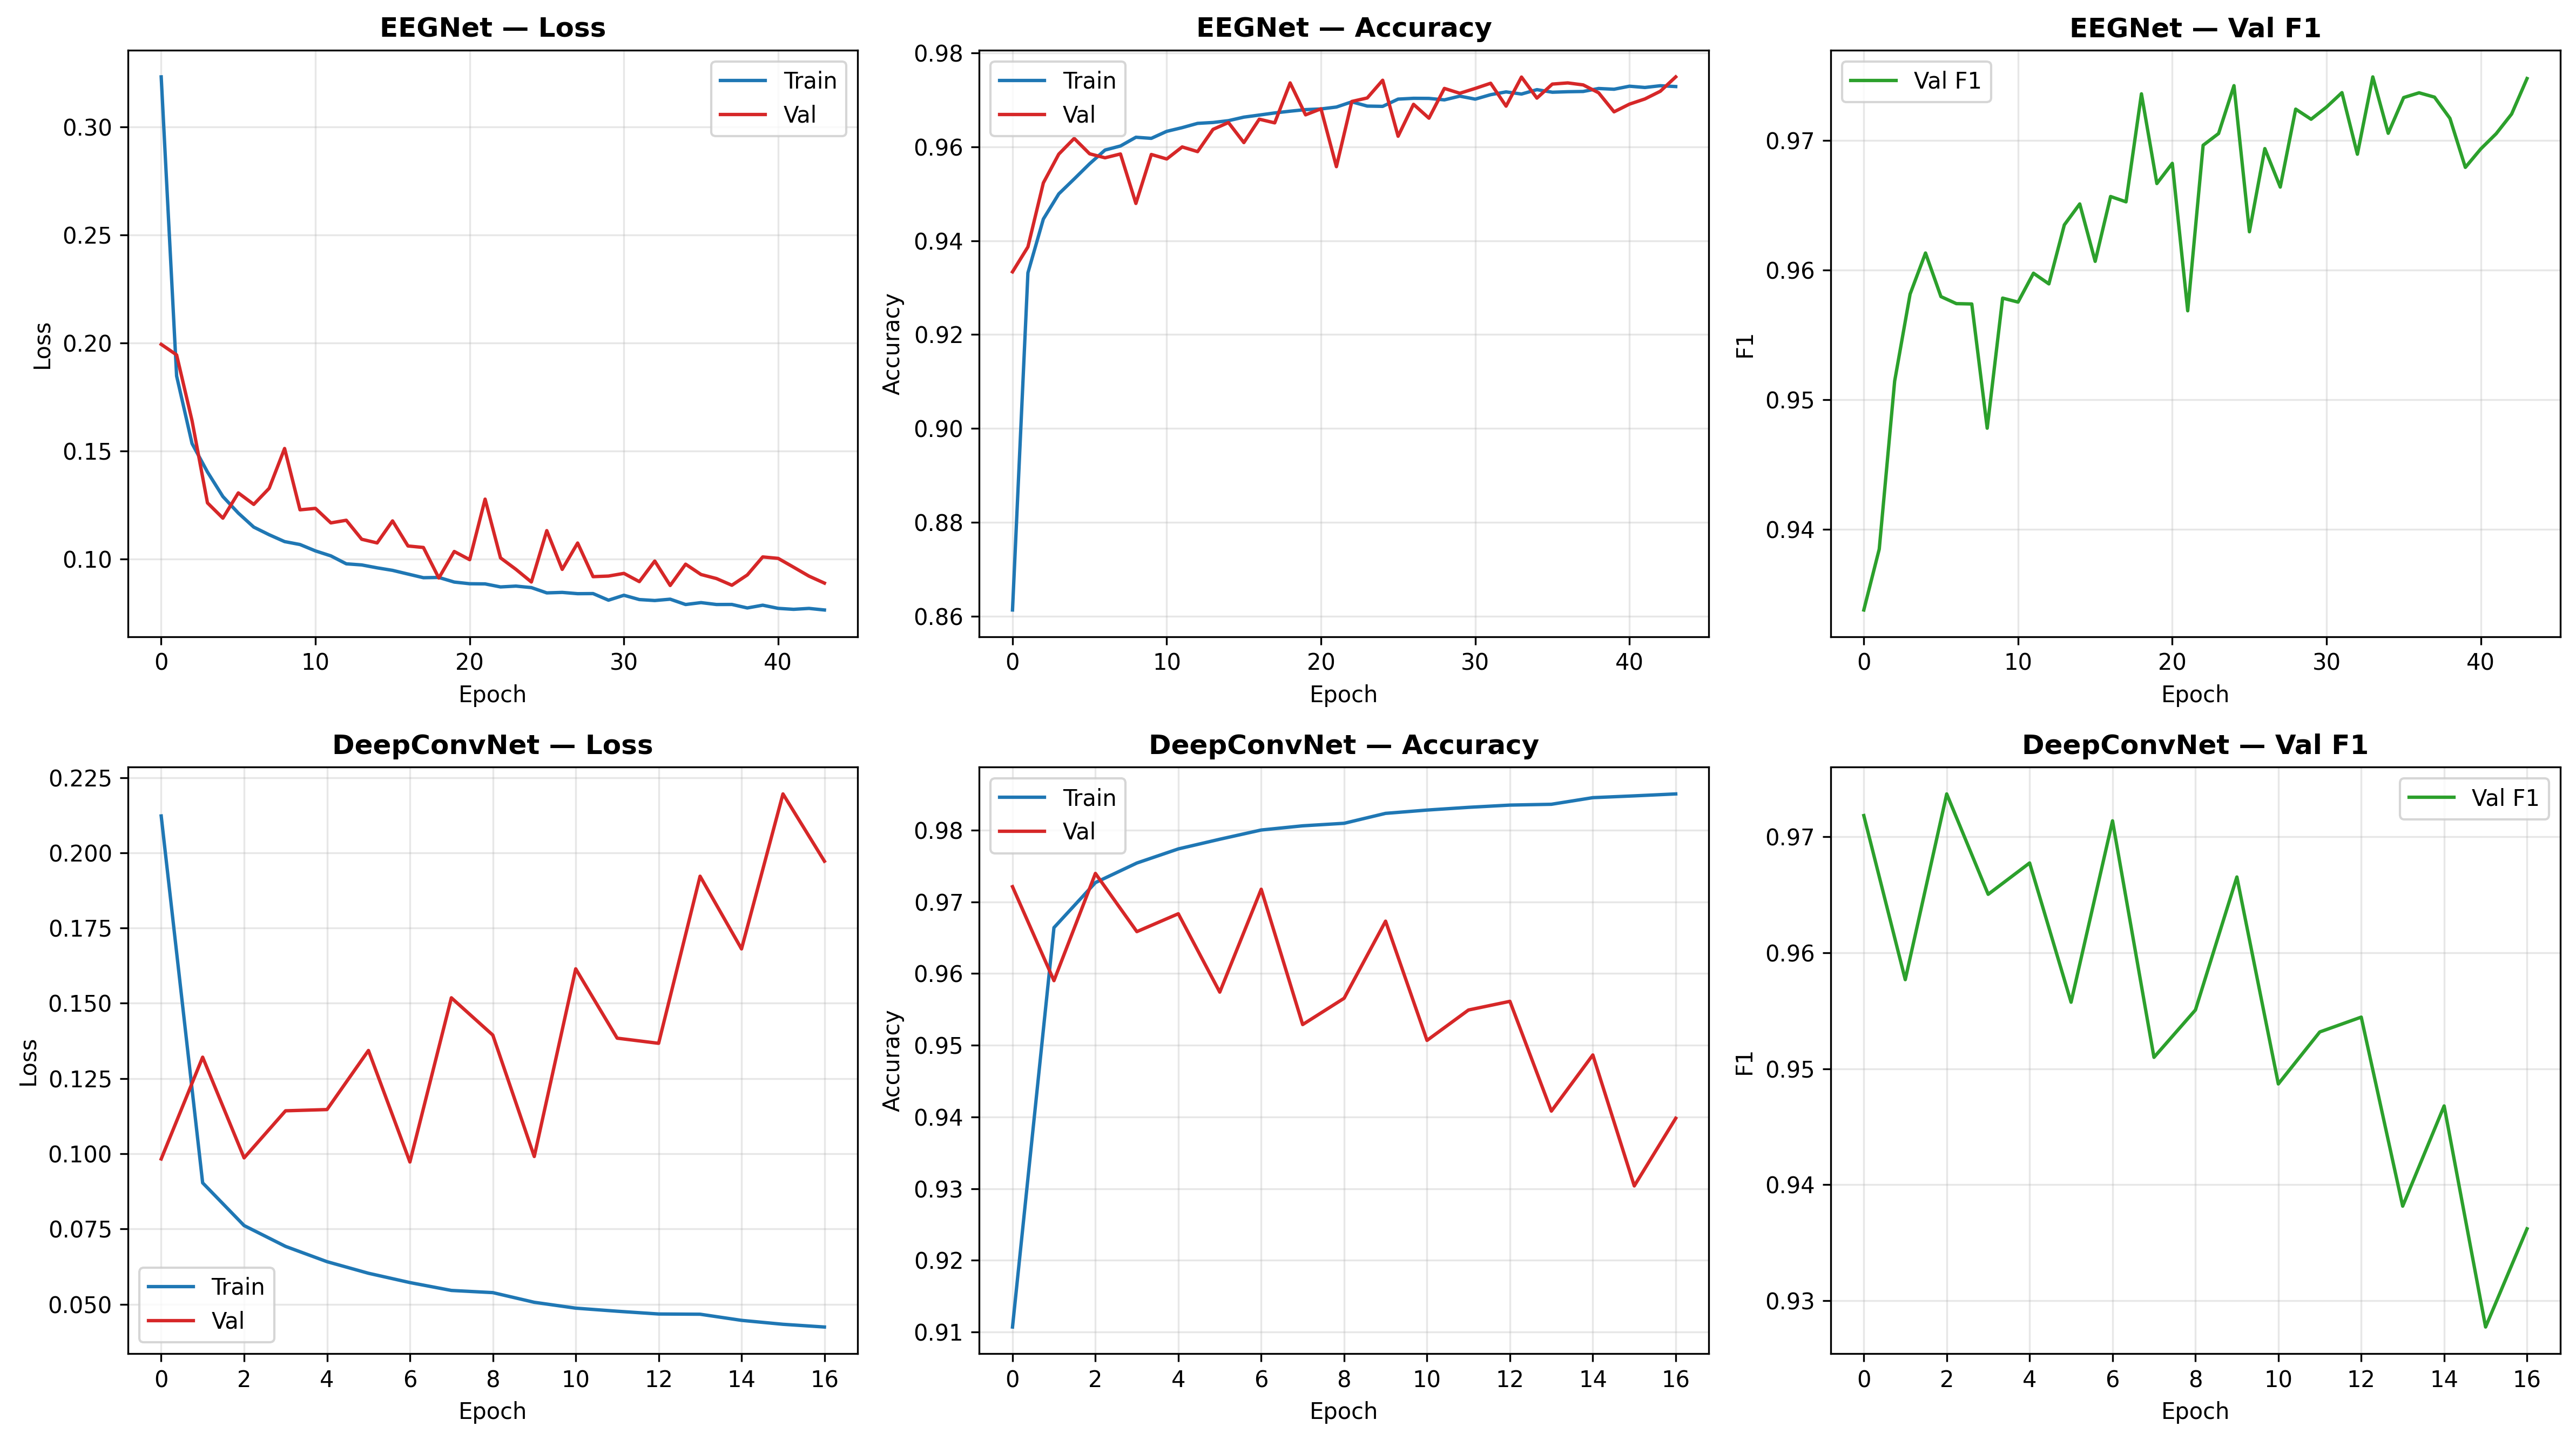 EEGNet — Loss
Train
Val
0.30
0.25
0.20
0.15
0.10
Loss
0 10 20 30 40
Epoch
EEGNet — Accuracy
Train
Val
0.98
0.96
0.94
0.92
0.90
0.88
0.86
Accuracy
0 10 20 30 40
Epoch
EEGNet — Val F1
Val F1
0.97
0.96
0.95
0.94
F1
0 10 20 30 40
Epoch
DeepConvNet — Loss
0.225
0.200
0.175
0.150
0.125
0.100
0.075
0.050
Loss
Train
Val
0 2 4 6 8 10 12 14 16
Epoch
DeepConvNet — Accuracy
Train
Val
0.98
0.97
0.96
0.95
0.94
0.93
0.92
0.91
Accuracy
0 2 4 6 8 10 12 14 16
Epoch
DeepConvNet — Val F1
Val F1
0.97
0.96
0.95
0.94
0.93
F1
0 2 4 6 8 10 12 14 16
Epoch